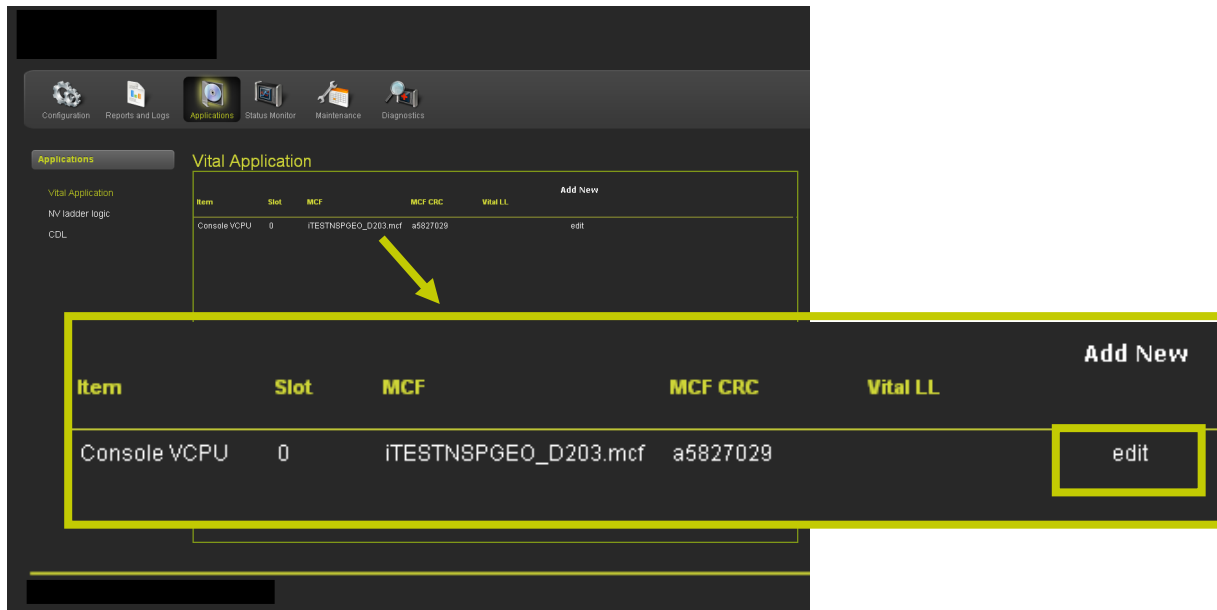 Configuration Reports and Logs Applications Status Monitor Maintenance Diagnostics
Applications
Vital Application
NV ladder logic
CDL
Vital Application
Add New
Item Slot MCF MCF CRC Vital LL
Console VCPU 0 iTESTNSPGEO_D203.mcf a5827029 edit
Add New
Item Slot MCF MCF CRC Vital LL
Console VCPU 0 iTESTNSPGEO_D203.mcf a5827029 edit